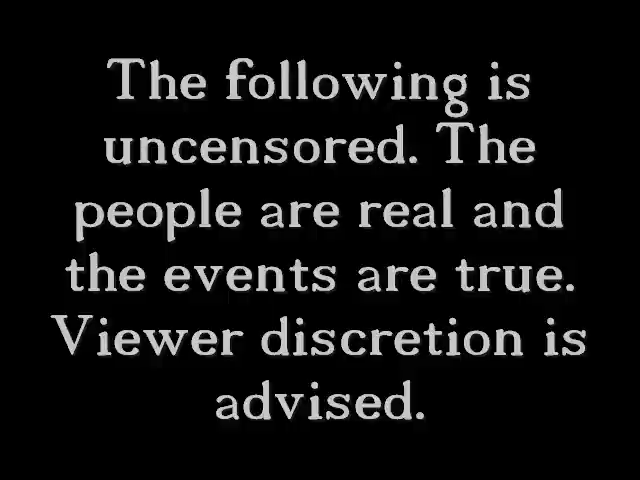 The following is
uncensored. The
people are real and
the events are true.
Viewer discretion is
advised.